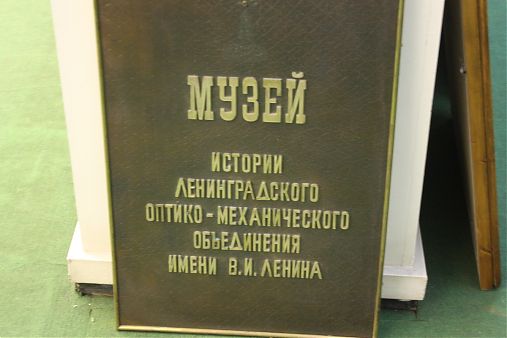 МУЗЕЙ
ИСТОРИИ
ЛЕНИНГРАДСКОГО
ОПТИКО-МЕХАНИЧЕСКОГО
ОБЪЕДИНЕНИЯ
ИМЕНИ В.И.ЛЕНИНА